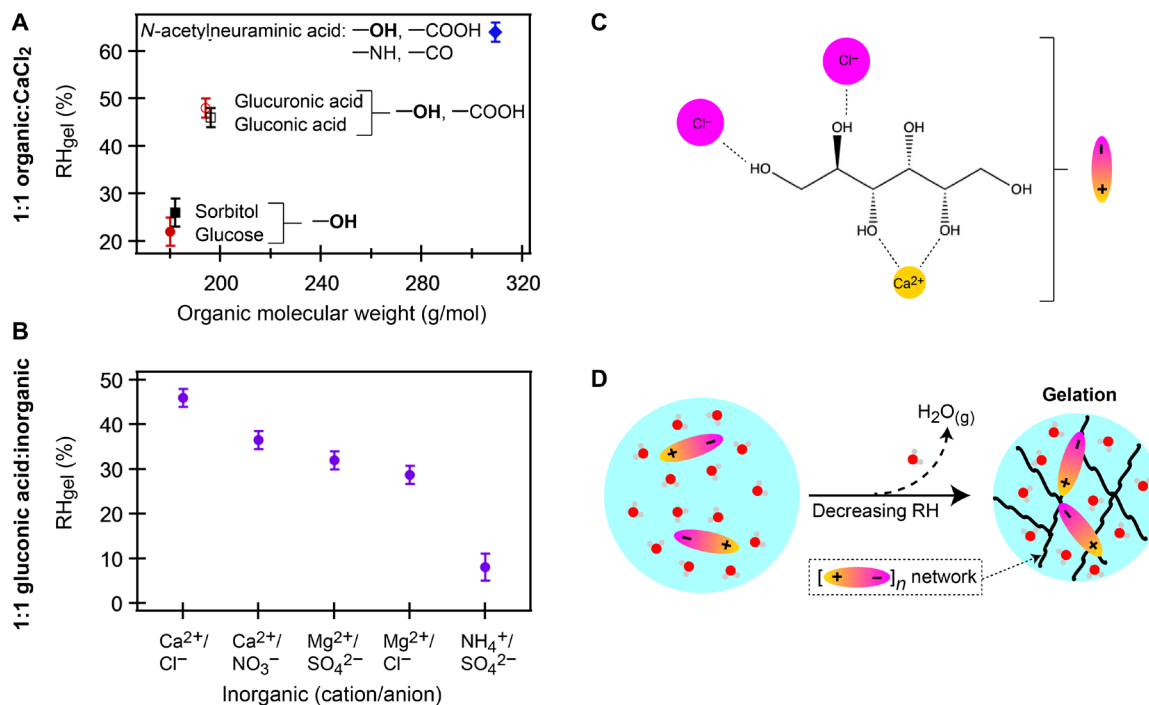 A
1:1 organic:CaCl₂
RH_gel (%)
60
50
40
30
20
N-acetylneuraminic acid: —OH, —COOH
—NH, —CO
Glucuronic acid
Gluconic acid
—OH, —COOH
Sorbitol
Glucose
—OH
200
240
280
320
Organic molecular weight (g/mol)
B
1:1 gluconic acid:inorganic
RH_gel (%)
50
40
30
20
10
0
Ca²⁺/
Cl⁻
Ca²⁺/
NO₃⁻
Mg²⁺/
SO₄²⁻
Mg²⁺/
Cl⁻
NH₄⁺/
SO₄²⁻
Inorganic (cation/anion)
C
Cl⁻
Cl⁻
OH
OH
HO
OH
HO
OH
Ca²⁺
–
+
D
+ –
– +
H₂O(g)
Decreasing RH
[+ –]n network
Gelation
–
+
–
+